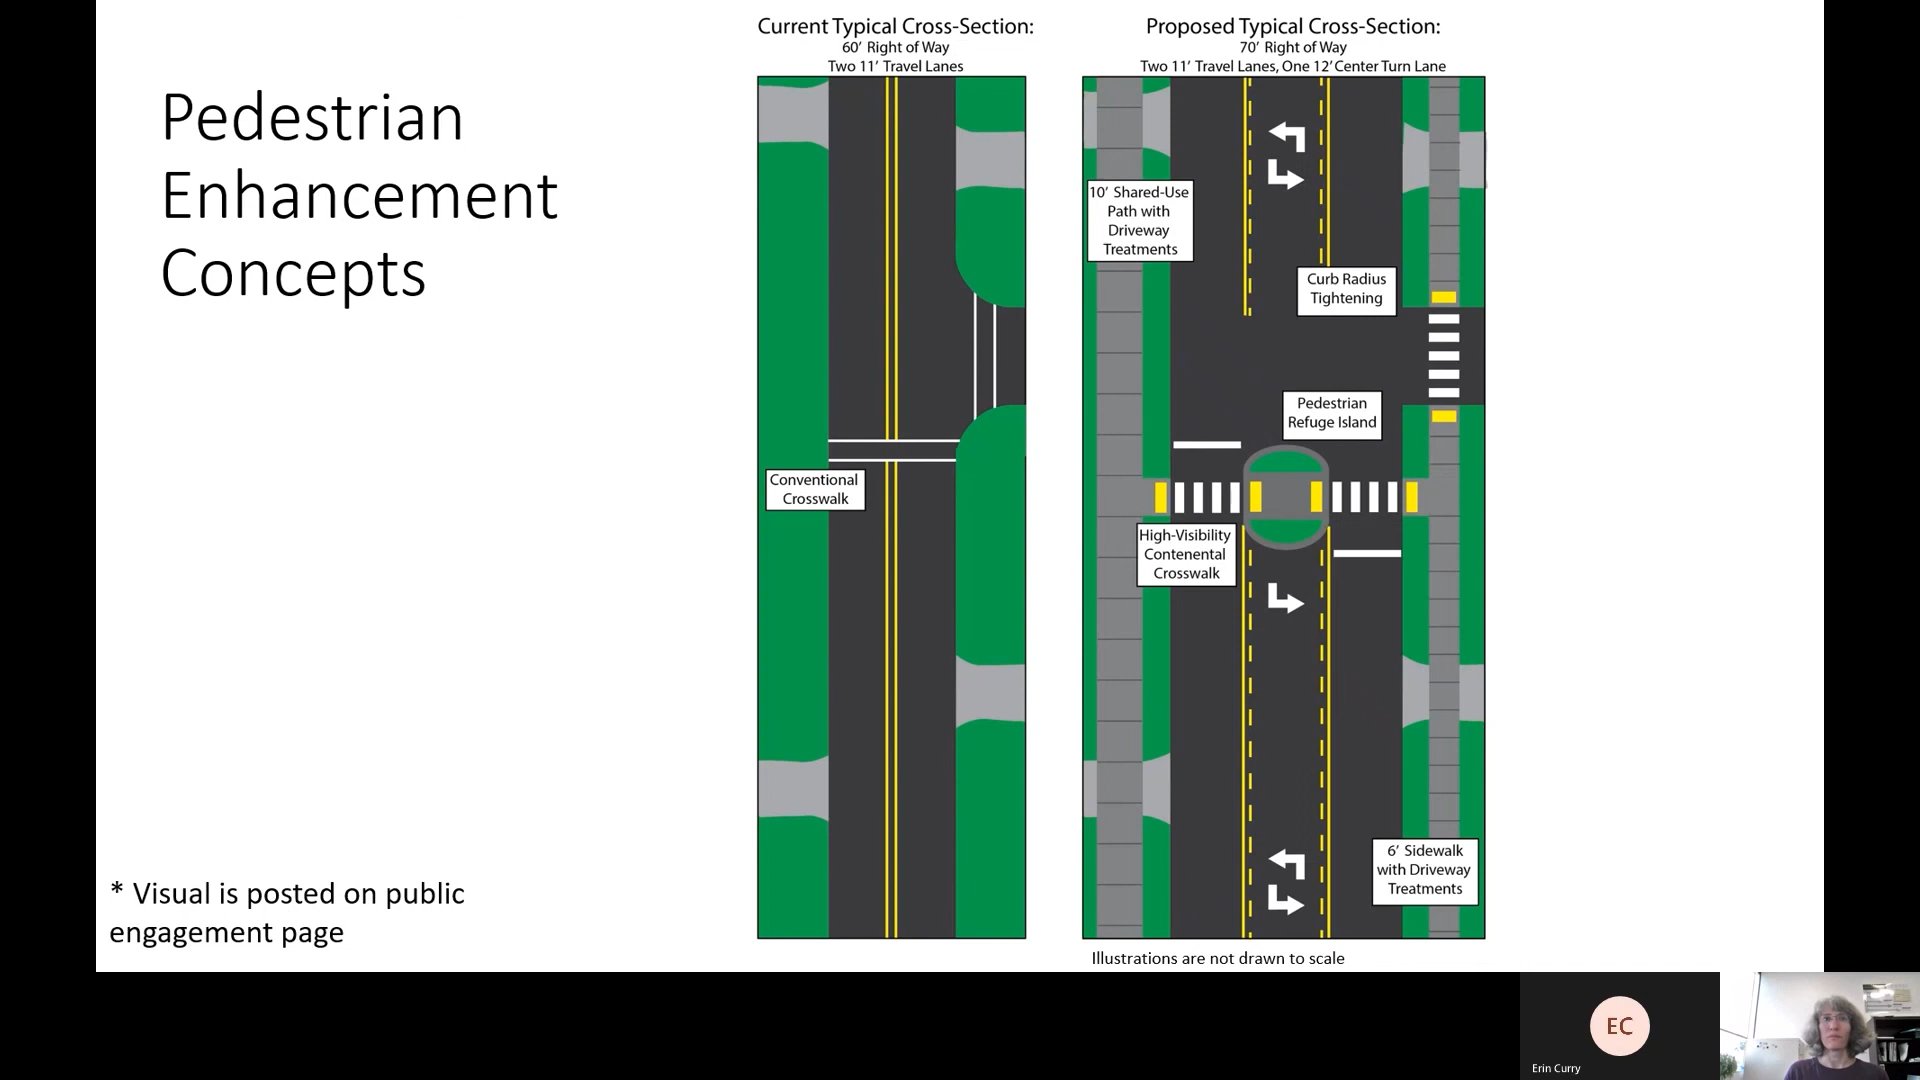 Pedestrian
Enhancement
Concepts
* Visual is posted on public
engagement page
Current Typical Cross-Section:
60' Right of Way
Two 11' Travel Lanes
Conventional
Crosswalk
Proposed Typical Cross-Section:
70' Right of Way
Two 11' Travel Lanes, One 12' Center Turn Lane
10' Shared-Use
Path with
Driveway
Treatments
Curb Radius
Tightening
Pedestrian
Refuge Island
High-Visibility
Contenental
Crosswalk
6' Sidewalk
with Driveway
Treatments
Illustrations are not drawn to scale
EC
Erin Curry